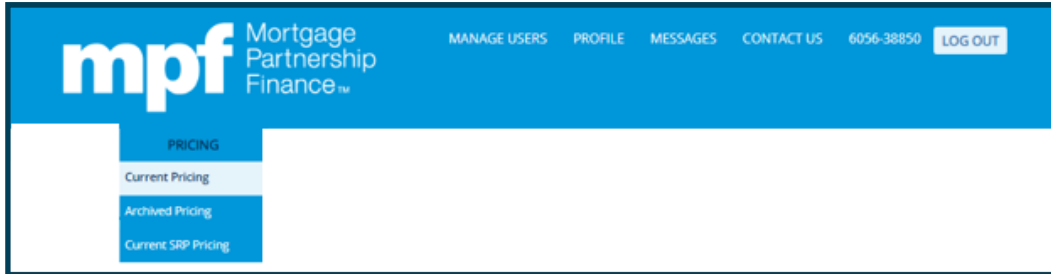 mpf
Mortgage
Partnership
Finance™
MANAGE USERS PROFILE MESSAGES CONTACT US 6056-38850 LOG OUT
PRICING
Current Pricing
Archived Pricing
Current SRP Pricing